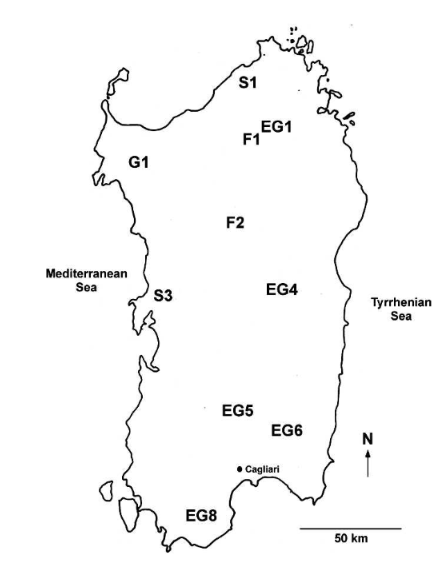 S1
EG1
F1
G1
F2
Mediterranean
Sea
S3
EG4
Tyrrhenian
Sea
EG5
EG6
N
Cagliari
EG8
50 km